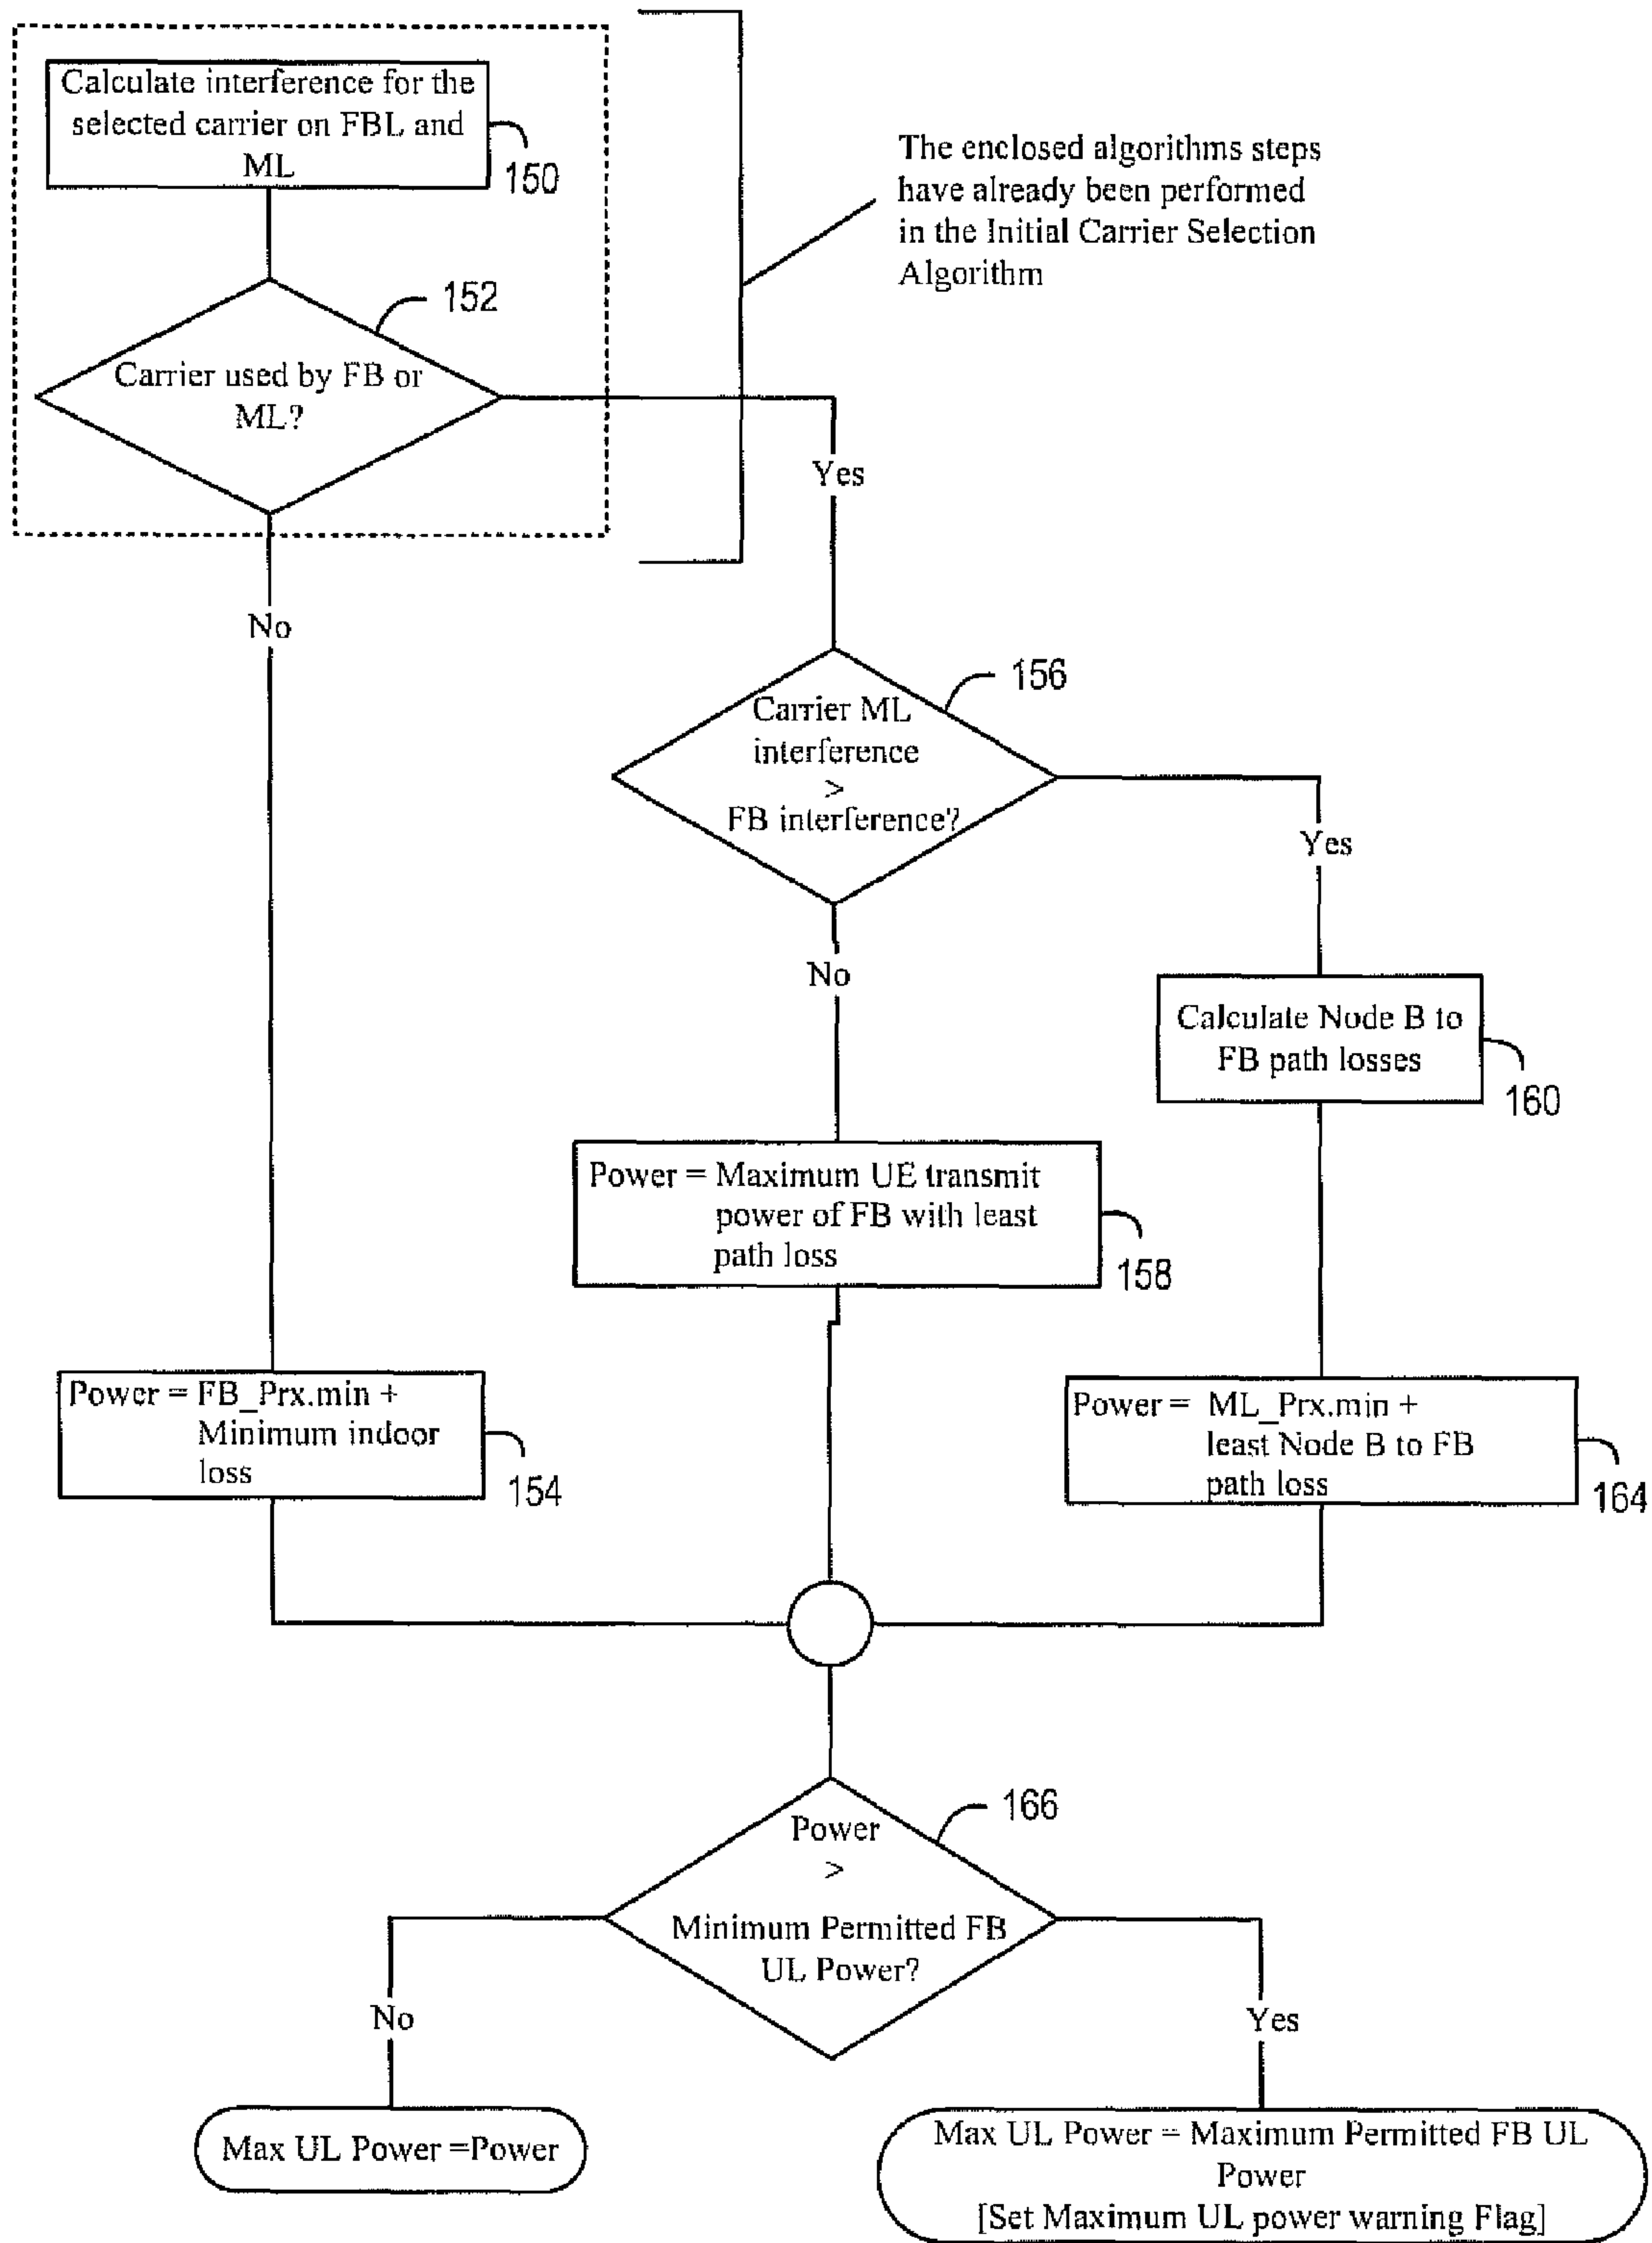 Calculate interference for the
selected carrier on FBL and
ML
150
The enclosed algorithms steps
have already been performed
in the Initial Carrier Selection
Algorithm
152
Carrier used by FB or
ML?
Yes
No
156
Carrier ML
interference
>
FB interference?
Yes
No
Calculate Node B to
FB path losses
160
Power = Maximum UE transmit
power of FB with least
path loss
158
Power = FB_Prx.min +
Minimum indoor
loss
154
Power = ML_Prx.min +
least Node B to FB
path loss
164
166
Power
>
Minimum Permitted FB
UL Power?
No
Yes
Max UL Power =Power
Max UL Power = Maximum Permitted FB UL
Power
[Set Maximum UL power warning Flag]